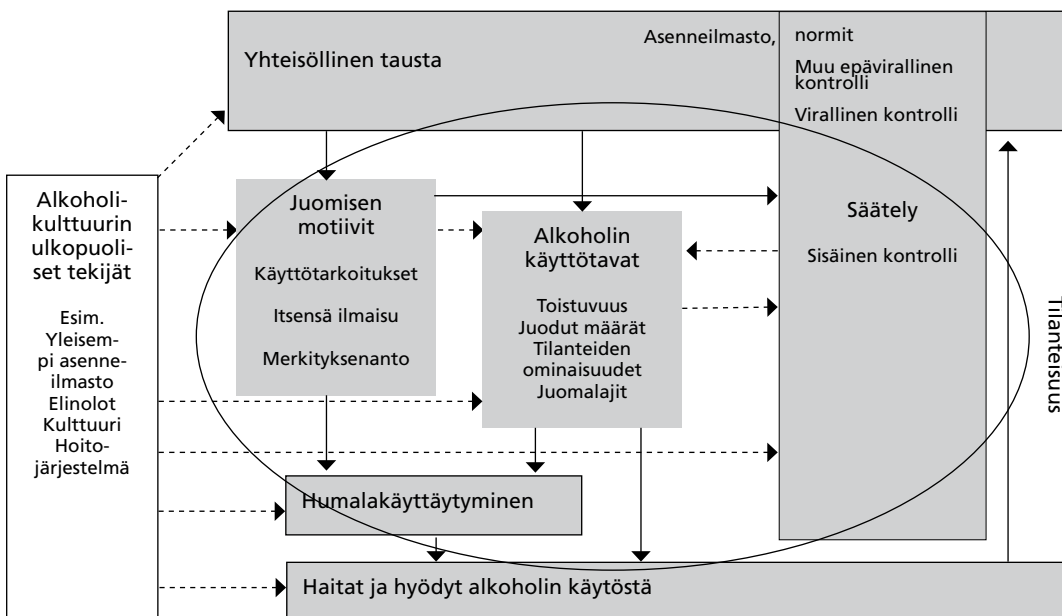 Yhteisöllinen tausta
Asenneilmasto, normit
Muu epävirallinen
kontrolli
Virallinen kontrolli
Alkoholi-
kulttuurin
ulkopuoli-
set tekijät
Esim.
Yleisem-
pi asenne-
ilmasto
Elinolot
Kulttuuri
Hoito-
järjestelmä
Juomisen
motiivit
Käyttötarkoitukset
Itsensä ilmaisu
Merkityksenanto
Alkoholin
käyttötavat
Toistuvuus
Juodut määrät
Tilanteiden
ominaisuudet
Juomalajit
Säätely
Sisäinen kontrolli
Tilanteisuus
Humalakäyttäytyminen
Haitat ja hyödyt alkoholin käytöstä